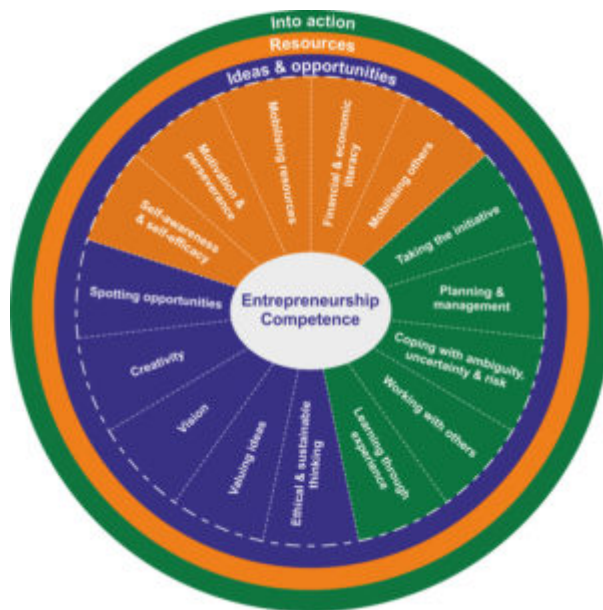 Into action
Resources
Ideas & opportunities
Self-awareness
& self-efficacy
Motivation &
perseverance
Mobilising resources
Financial & economic
literacy
Mobilising others
Taking the initiative
Planning &
management
Coping with ambiguity,
uncertainty & risk
Working with others
Learning through
experience
Ethical & sustainable
thinking
Valuing ideas
Vision
Creativity
Spotting opportunities
Entrepreneurship
Competence